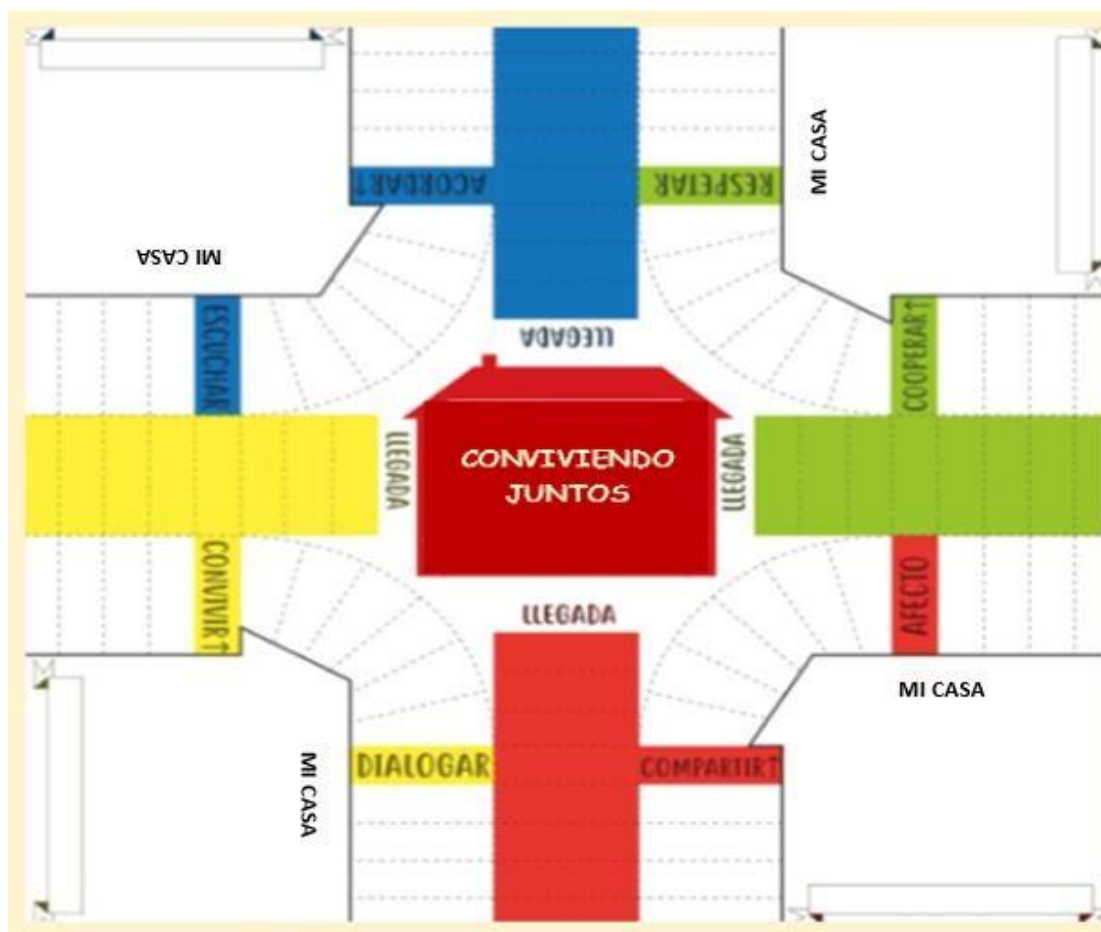 MI CASA
ACORDAR↑
RESPETAR
MI CASA
ESCUCHAR
LLEGADA
COOPERAR↑
LLEGADA
CONVIVIENDO
JUNTOS
LLEGADA
CONVIVIR↑
LLEGADA
AFECTO
MI CASA
MI CASA
DIALOGAR
COMPARTIR↑